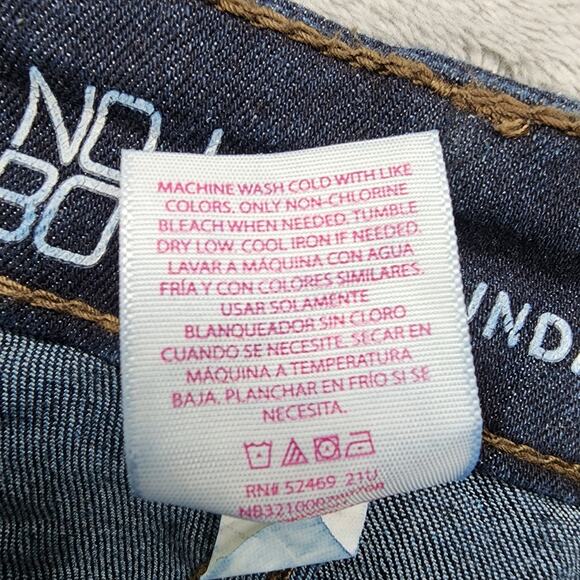 NO
BO
MACHINE WASH COLD WITH LIKE
COLORS. ONLY NON-CHLORINE
BLEACH WHEN NEEDED. TUMBLE
DRY LOW. COOL IRON IF NEEDED.
LAVAR A MÁQUINA CON AGUA
FRÍA Y CON COLORES SIMILARES.
USAR SOLAMENTE
BLANQUEADOR SIN CLORO
CUANDO SE NECESITE. SECAR EN
MÁQUINA A TEMPERATURA
BAJA. PLANCHAR EN FRÍO SI SE
NECESITA.
RN# 52469 21U